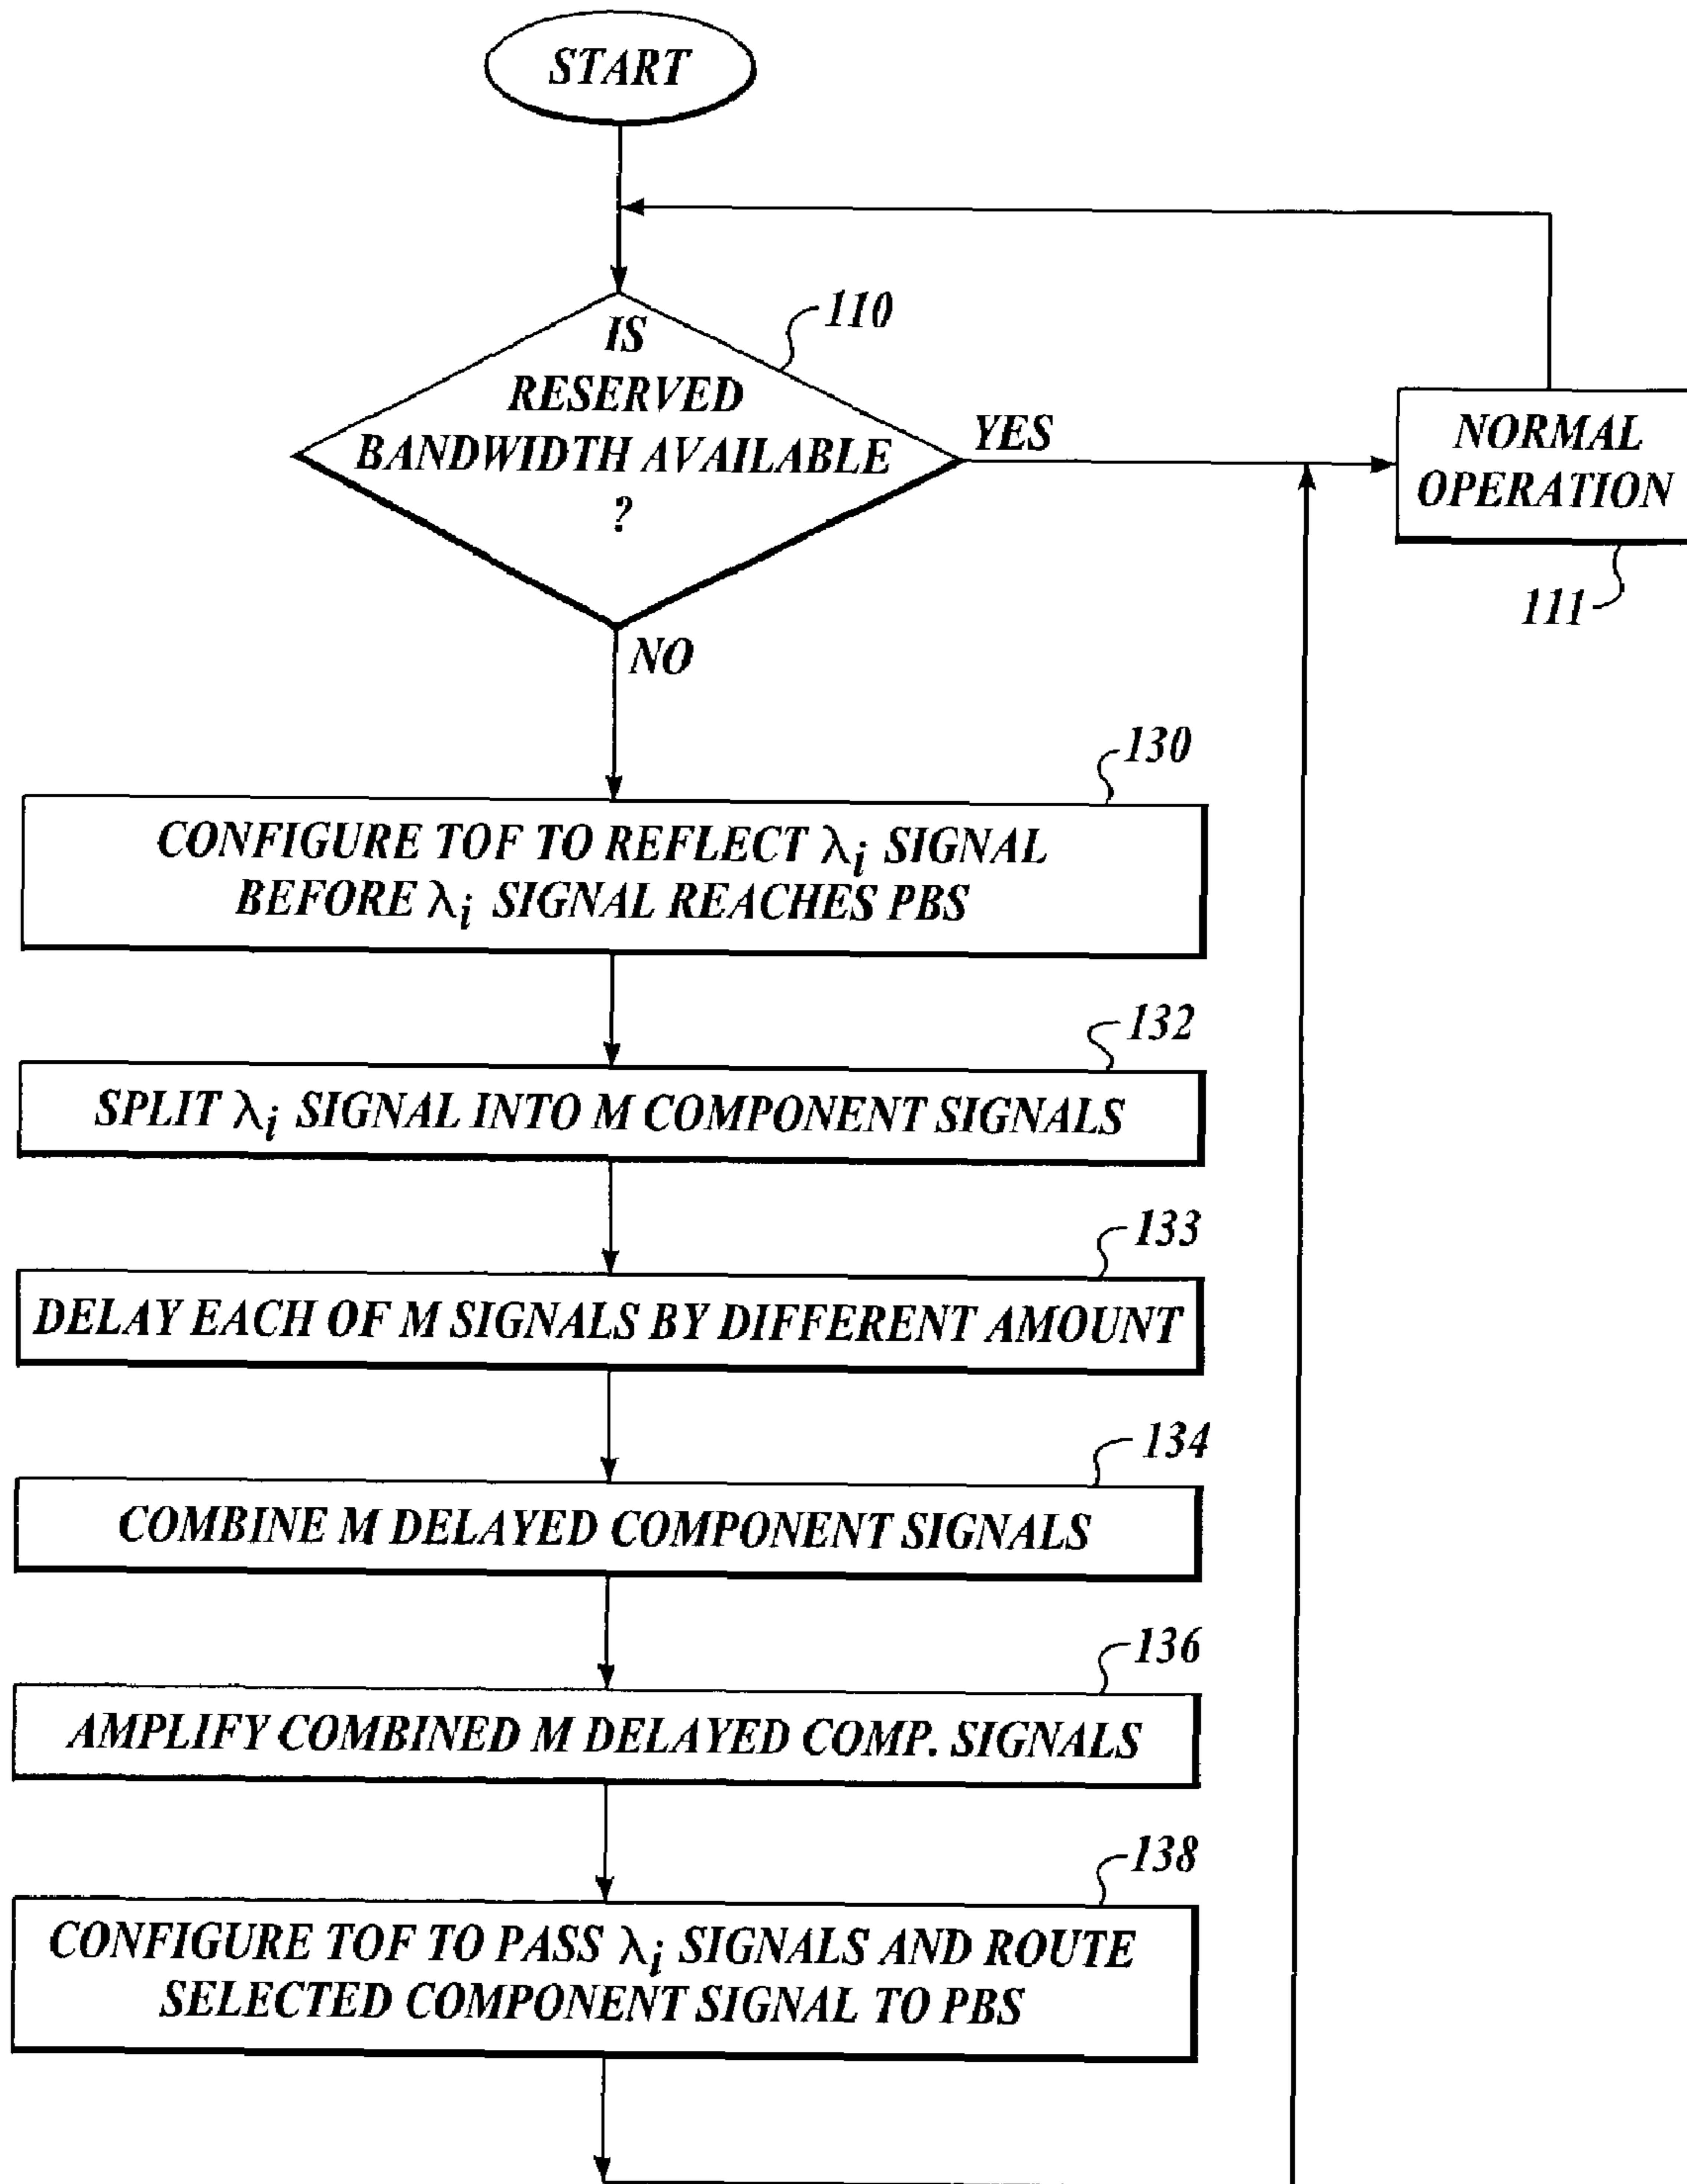 START
110
IS
RESERVED
BANDWIDTH AVAILABLE
?
YES
NORMAL
OPERATION
111
NO
130
CONFIGURE TOF TO REFLECT λi SIGNAL
BEFORE λi SIGNAL REACHES PBS
132
SPLIT λi SIGNAL INTO M COMPONENT SIGNALS
133
DELAY EACH OF M SIGNALS BY DIFFERENT AMOUNT
134
COMBINE M DELAYED COMPONENT SIGNALS
136
AMPLIFY COMBINED M DELAYED COMP. SIGNALS
138
CONFIGURE TOF TO PASS λi SIGNALS AND ROUTE
SELECTED COMPONENT SIGNAL TO PBS